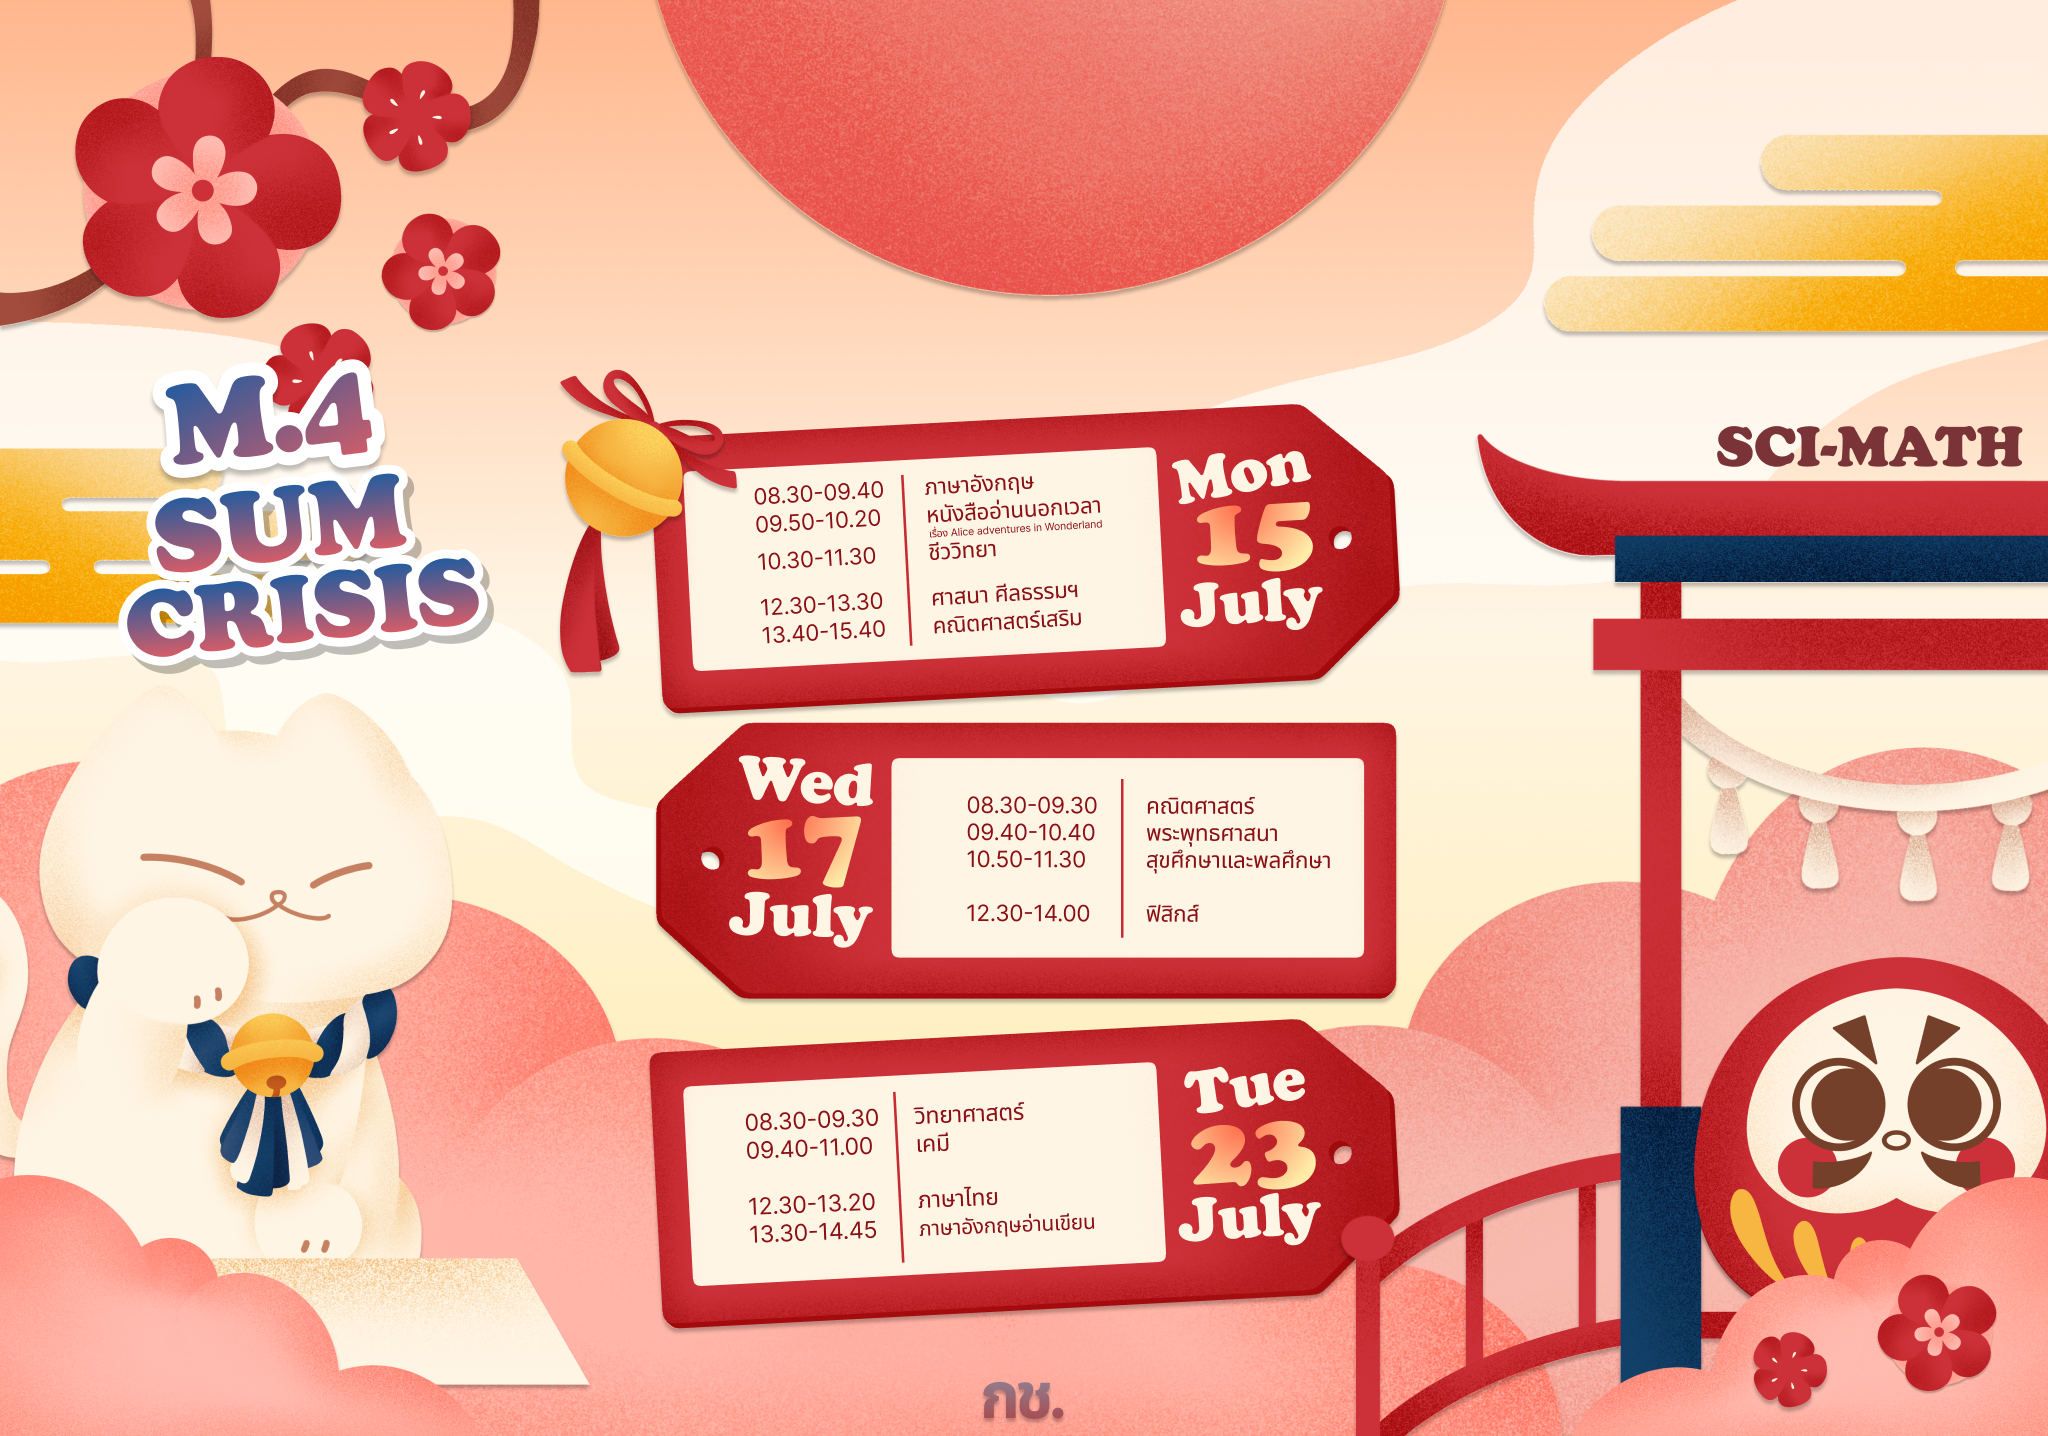 M.4
SUM
CRISIS
SCI-MATH
08.30-09.40 ภาษาอังกฤษ
09.50-10.20 หนังสืออ่านนอกเวลา
เรื่อง Alice adventures in Wonderland
10.30-11.30 ชีววิทยา
12.30-13.30 ศาสนา ศีลธรรมฯ
13.40-15.40 คณิตศาสตร์เสริม
Mon
15
July
Wed
17
July
08.30-09.30 คณิตศาสตร์
09.40-10.40 พระพุทธศาสนา
10.50-11.30 สุขศึกษาและพลศึกษา
12.30-14.00 ฟิสิกส์
08.30-09.30 วิทยาศาสตร์
09.40-11.00 เคมี
12.30-13.20 ภาษาไทย
13.30-14.45 ภาษาอังกฤษอ่านเขียน
Tue
23
July
กช.